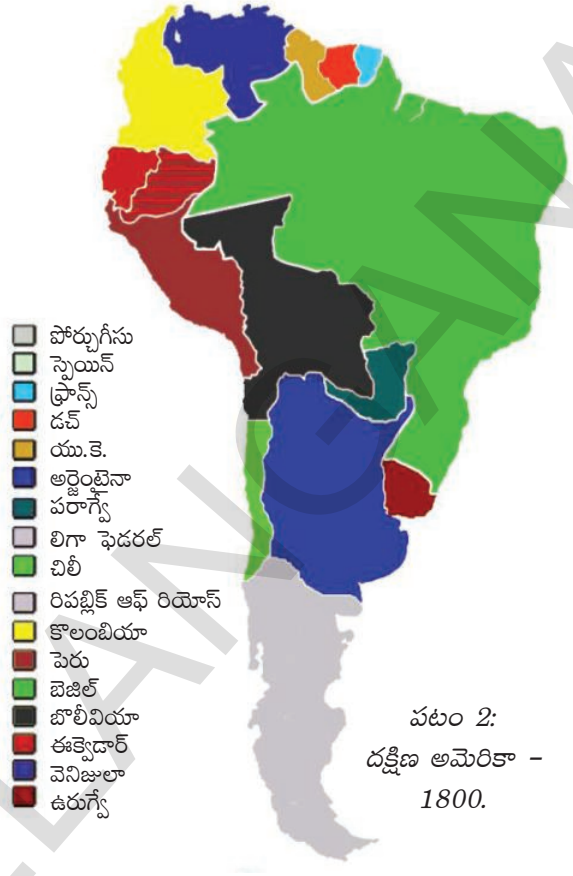 పోర్చుగీసు
స్పెయిన్
ఫ్రాన్స్
డచ్
యు.కె.
అర్జెంటైనా
పరాగ్వే
లిగా ఫెడరల్
చిలీ
రిపబ్లిక్ ఆఫ్ రియోస్
కొలంబియా
పెరు
బెజిల్
బొలీవియా
ఈక్వెడార్
వెనిజులా
ఉరుగ్వే
పటం 2:
దక్షిణ అమెరికా –
1800.